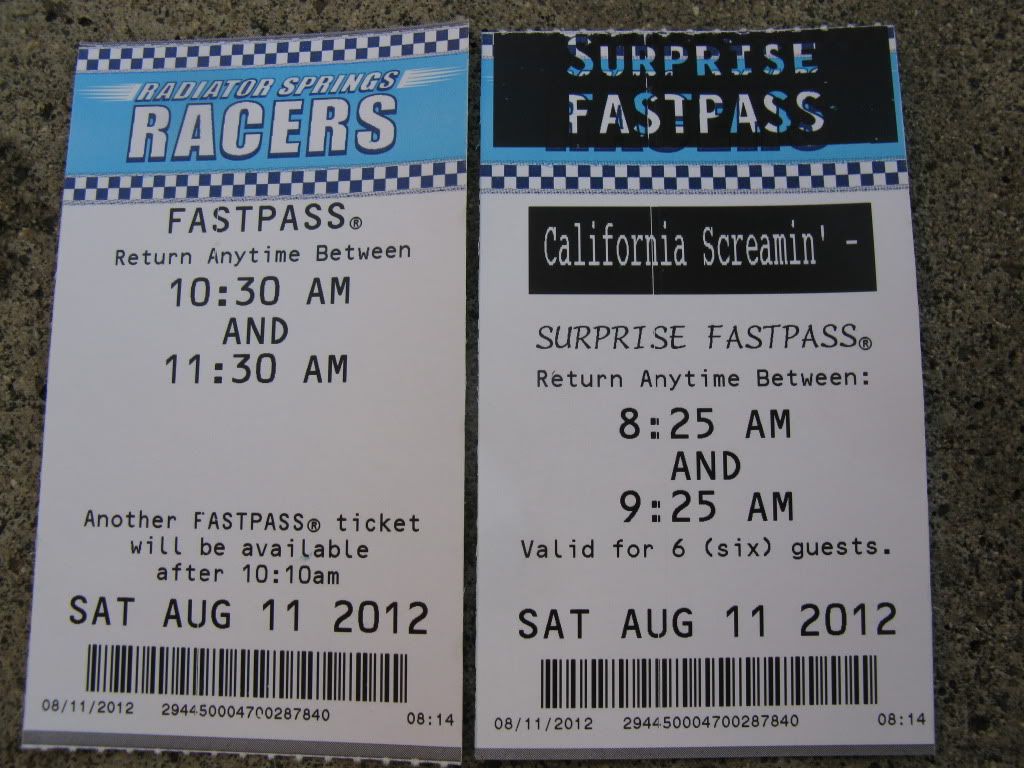 RADIATOR SPRINGS
RACERS
FASTPASS®
Return Anytime Between
10:30 AM
AND
11:30 AM
Another FASTPASS® ticket
will be available
after 10:10am
SAT AUG 11 2012
08/11/2012 294450004700287840 08:14
SURPRISE
FASTPASS
California Screamin' -
SURPRISE FASTPASS®
Return Anytime Between:
8:25 AM
AND
9:25 AM
Valid for 6 (six) guests.
SAT AUG 11 2012
08/11/2012 294450004700287840 08:14